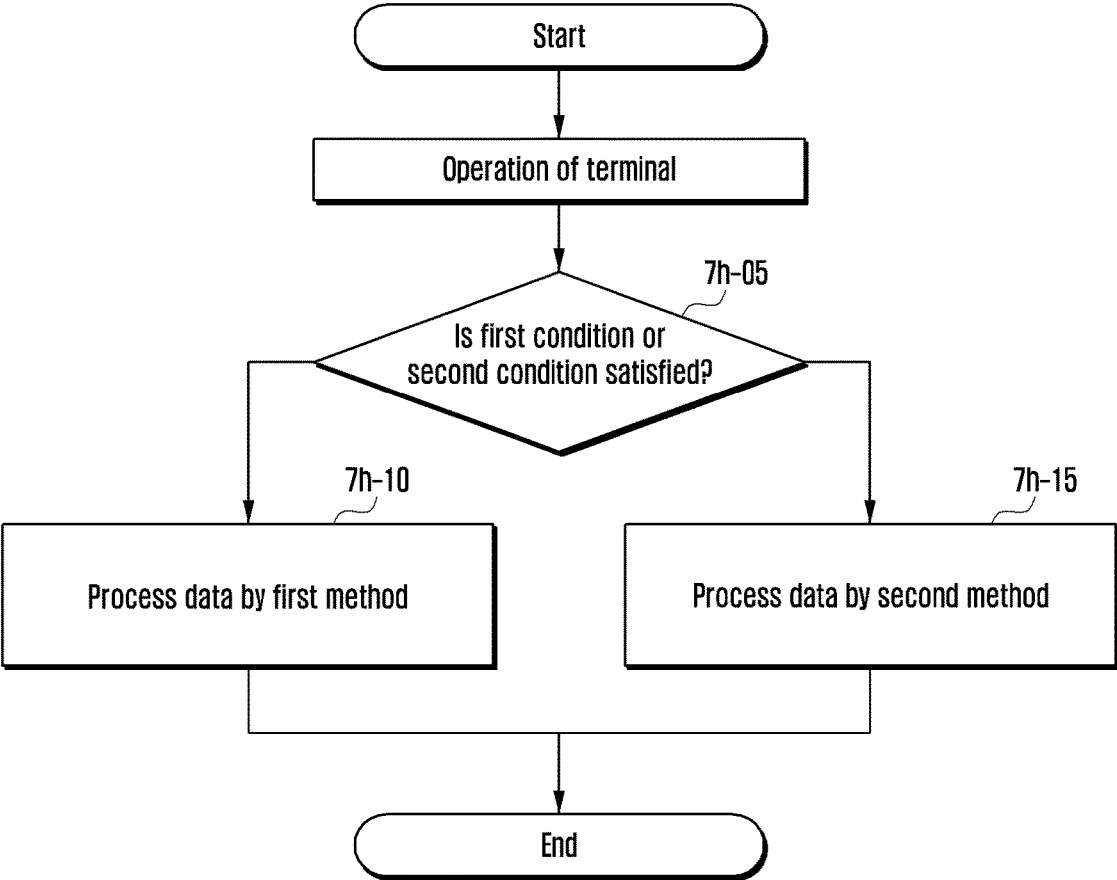 Start
Operation of terminal
7h-05
Is first condition or
second condition satisfied?
7h-10
7h-15
Process data by first method
Process data by second method
End